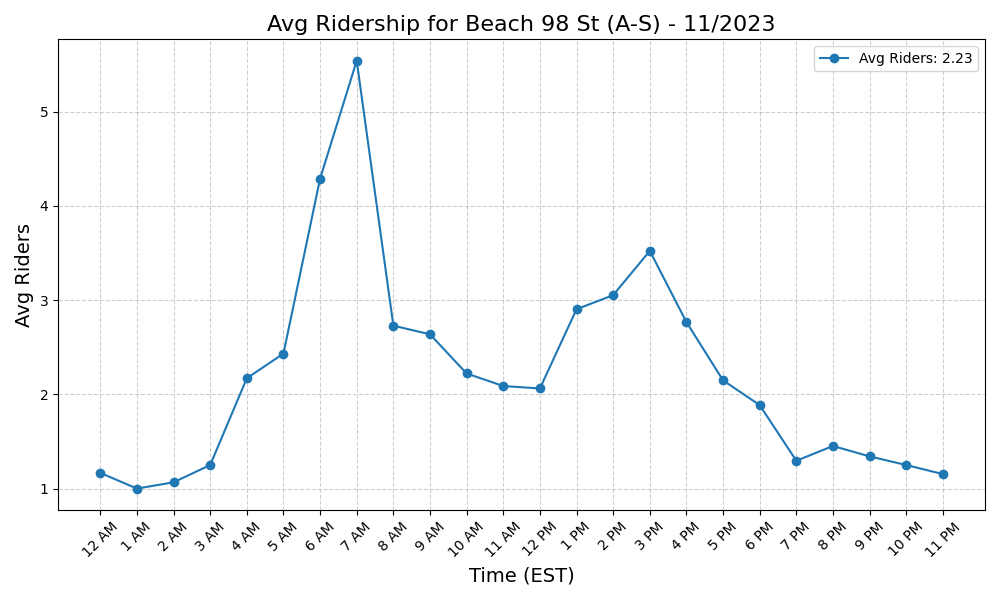 Avg Ridership for Beach 98 St (A-S) - 11/2023
Avg Riders: 2.23
Avg Riders
5
4
3
2
1
12 AM 1 AM 2 AM 3 AM 4 AM 5 AM 6 AM 7 AM 8 AM 9 AM 10 AM 11 AM 12 PM 1 PM 2 PM 3 PM 4 PM 5 PM 6 PM 7 PM 8 PM 9 PM 10 PM 11 PM
Time (EST)